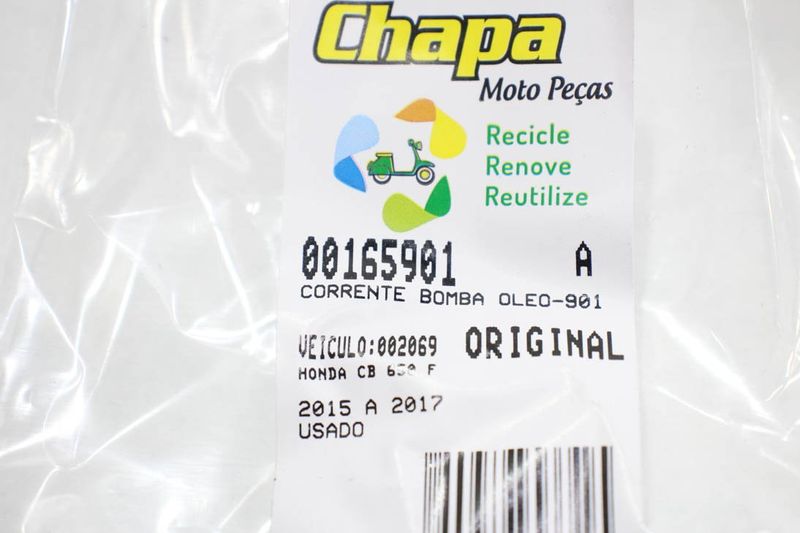 Chapa
Moto Peças
Recicle
Renove
Reutilize
00165901 A
CORRENTE BOMBA OLEO-901
VEICULO:002069 ORIGINAL
HONDA CB 650 F
2015 A 2017
USADO